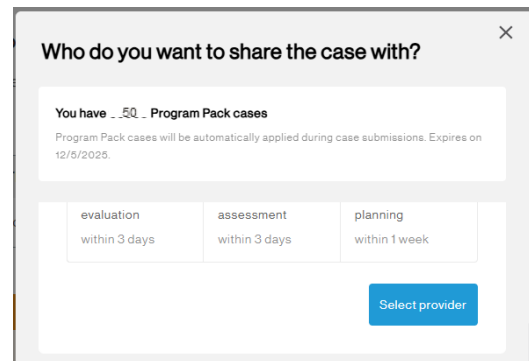 Who do you want to share the case with?
You have _ _50_ _ Program Pack cases
Program Pack cases will be automatically applied during case submissions. Expires on
12/5/2025.
evaluation assessment planning
within 3 days within 3 days within 1 week
Select provider